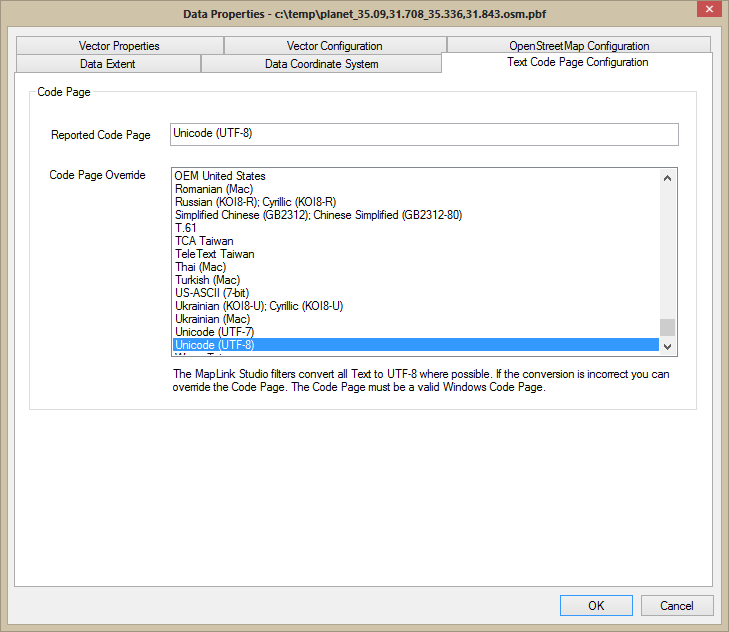 Data Properties - c:\temp\planet_35.09,31.708_35.336,31.843.osm.pbf
Vector Properties
Vector Configuration
OpenStreetMap Configuration
Data Extent
Data Coordinate System
Text Code Page Configuration
Code Page
Reported Code Page
Unicode (UTF-8)
Code Page Override
OEM United States
Romanian (Mac)
Russian (KOI8-R); Cyrillic (KOI8-R)
Simplified Chinese (GB2312); Chinese Simplified (GB2312-80)
T.61
TCA Taiwan
TeleText Taiwan
Thai (Mac)
Turkish (Mac)
US-ASCII (7-bit)
Ukrainian (KOI8-U); Cyrillic (KOI8-U)
Ukrainian (Mac)
Unicode (UTF-7)
Unicode (UTF-8)
The MapLink Studio filters convert all Text to UTF-8 where possible. If the conversion is incorrect you can
override the Code Page. The Code Page must be a valid Windows Code Page.
OK
Cancel